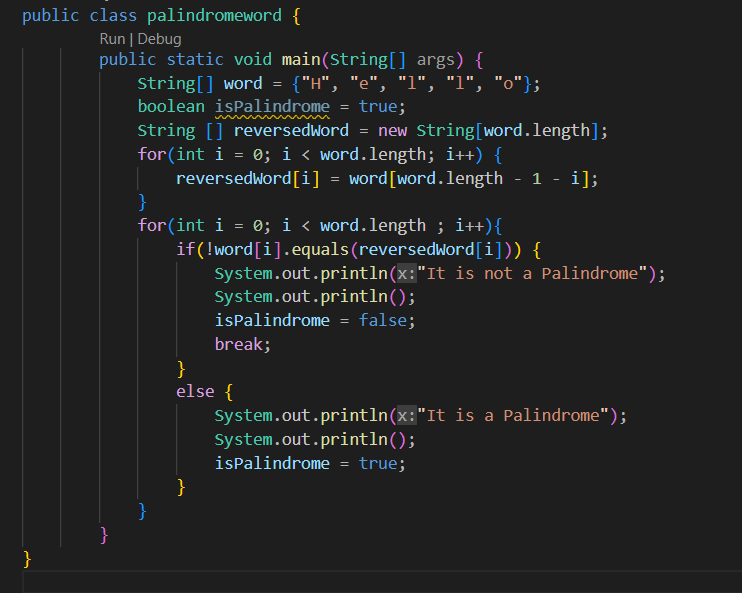 public class palindromeword {
Run | Debug
public static void main(String[] args) {
String[] word = {"H", "e", "l", "l", "o"};
boolean isPalindrome = true;
String [] reversedWord = new String[word.length];
for(int i = 0; i < word.length; i++) {
reversedWord[i] = word[word.length - 1 - i];
}
for(int i = 0; i < word.length ; i++){
if(!word[i].equals(reversedWord[i])) {
System.out.println(x:"It is not a Palindrome");
System.out.println();
isPalindrome = false;
break;
}
else {
System.out.println(x:"It is a Palindrome");
System.out.println();
isPalindrome = true;
}
}
}
}